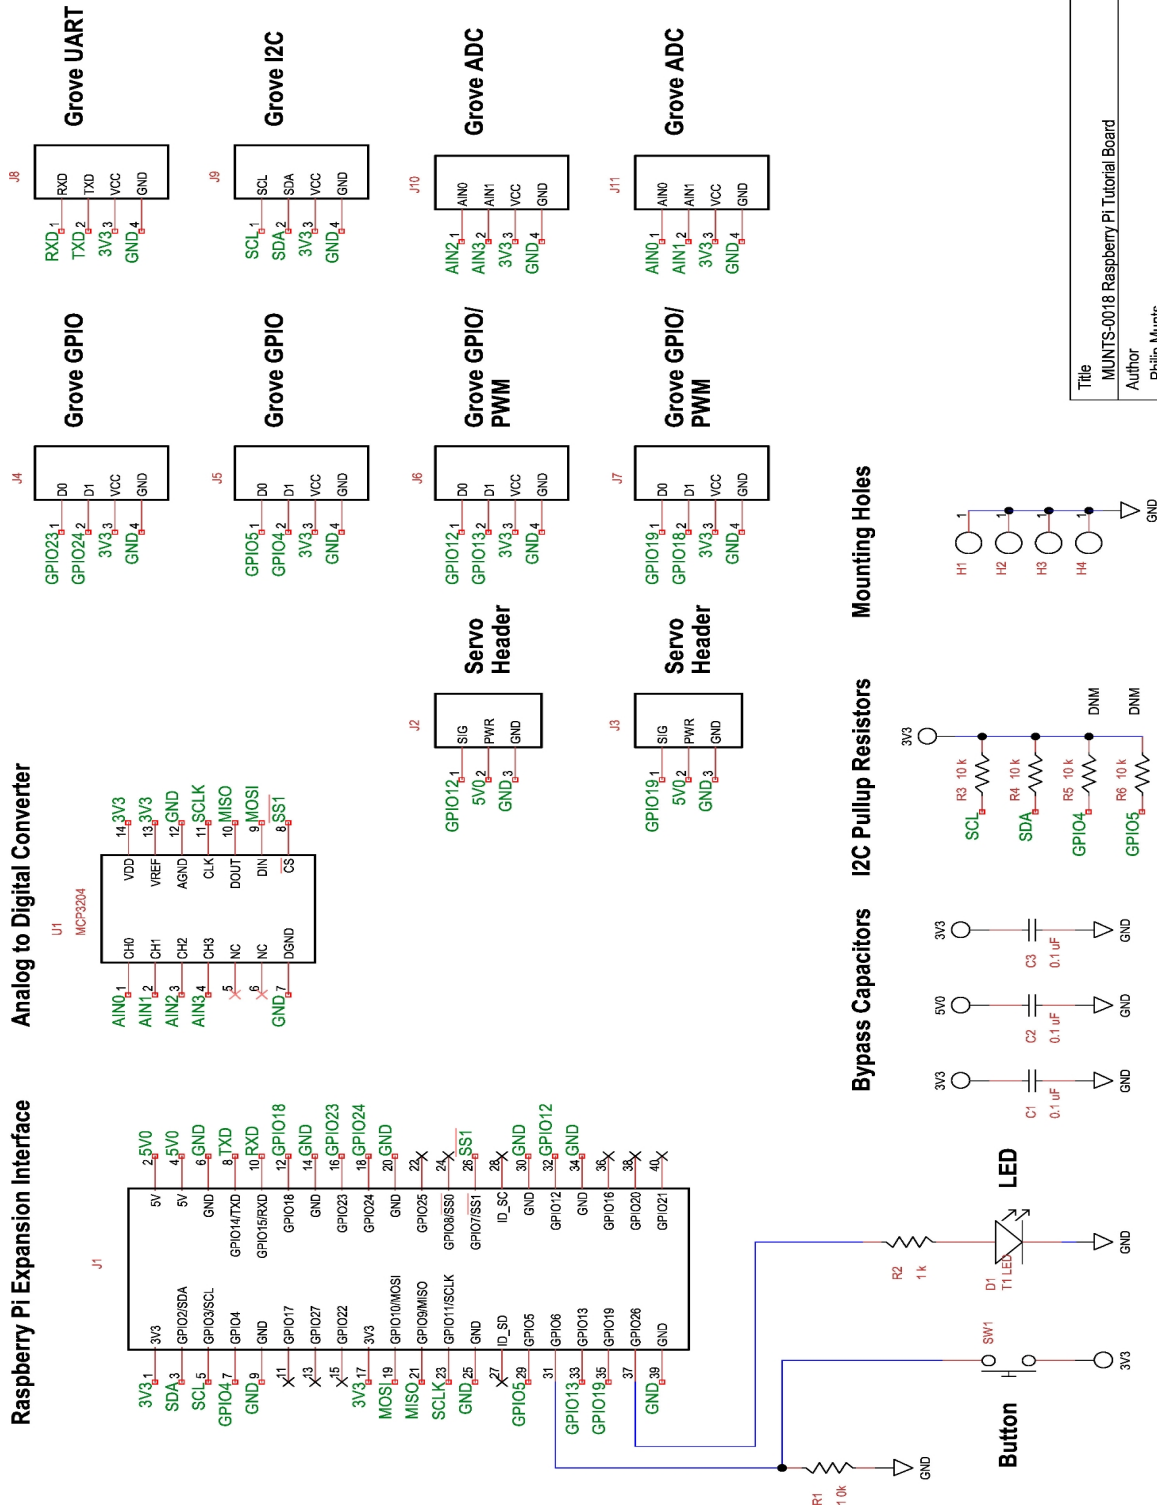 Raspberry Pi Expansion Interface
J1
3V3 1 3V3
SDA 3 GPIO2/SDA
SCL 5 GPIO3/SCL
GPIO4 7 GPIO4
GND 9 GND
11 GPIO17
13 GPIO27
15 GPIO22
3V3 17 3V3
MOSI 19 GPIO10/MOSI
MISO 21 GPIO9/MISO
SCLK 23 GPIO11/SCLK
GND 25 GND
27 ID_SD
GPIO5 29 GPIO5
31 GPIO6
GPIO13 33 GPIO13
GPIO19 35 GPIO19
37 GPIO26
GND 39 GND
5V 2 5V0
5V 4 5V0
GND 6 GND
GPIO14/TXD 8 TXD
GPIO15/RXD 10 RXD
GPIO18 12 GPIO18
GND 14 GND
GPIO23 16 GPIO23
GPIO24 18 GPIO24
GND 20 GND
GPIO25 22
GPIO8/SS0 24
GPIO7/SS1 26 SS1
ID_SC 28
GND 30 GND
GPIO12 32 GPIO12
GND 34 GND
GPIO16 36
GPIO20 38
GPIO21 40
R1
10k
GND
Button
SW1
3V3
LED
R2
1 k
D1
T1 LED
GND
Analog to Digital Converter
U1
MCP3204
AIN0 1 CH0
AIN1 2 CH1
AIN2 3 CH2
AIN3 4 CH3
5 NC
6 NC
GND 7 DGND
VDD 14 3V3
VREF 13 3V3
AGND 12 GND
CLK 11 SCLK
DOUT 10 MISO
DIN 9 MOSI
CS 8 SS1
Servo
Header
J2
GPIO12 1 SIG
5V0 2 PWR
GND 3 GND
Servo
Header
J3
GPIO19 1 SIG
5V0 2 PWR
GND 3 GND
Grove GPIO
J4
GPIO23 1 D0
GPIO24 2 D1
3V3 3 VCC
GND 4 GND
Grove GPIO
J5
GPIO5 1 D0
GPIO4 2 D1
3V3 3 VCC
GND 4 GND
Grove GPIO/
PWM
J6
GPIO12 1 D0
GPIO13 2 D1
3V3 3 VCC
GND 4 GND
Grove GPIO/
PWM
J7
GPIO19 1 D0
GPIO18 2 D1
3V3 3 VCC
GND 4 GND
Grove UART
J8
RXD 1 RXD
TXD 2 TXD
3V3 3 VCC
GND 4 GND
Grove I2C
J9
SCL 1 SCL
SDA 2 SDA
3V3 3 VCC
GND 4 GND
Grove ADC
J10
AIN2 1 AIN0
AIN3 2 AIN1
3V3 3 VCC
GND 4 GND
Grove ADC
J11
AIN0 1 AIN0
AIN1 2 AIN1
3V3 3 VCC
GND 4 GND
Bypass Capacitors
3V3
C1
0.1 uF
GND
5V0
C2
0.1 uF
GND
3V3
C3
0.1 uF
GND
I2C Pullup Resistors
3V3
SCL R3 10 k
SDA R4 10 k
GPIO4 R5 10 k DNM
GPIO5 R6 10 k DNM
Mounting Holes
H1 1
H2 1
H3 1
H4 1
GND
Title
MUNTS-0018 Raspberry Pi Tutorial Board
Author
Philip Munts